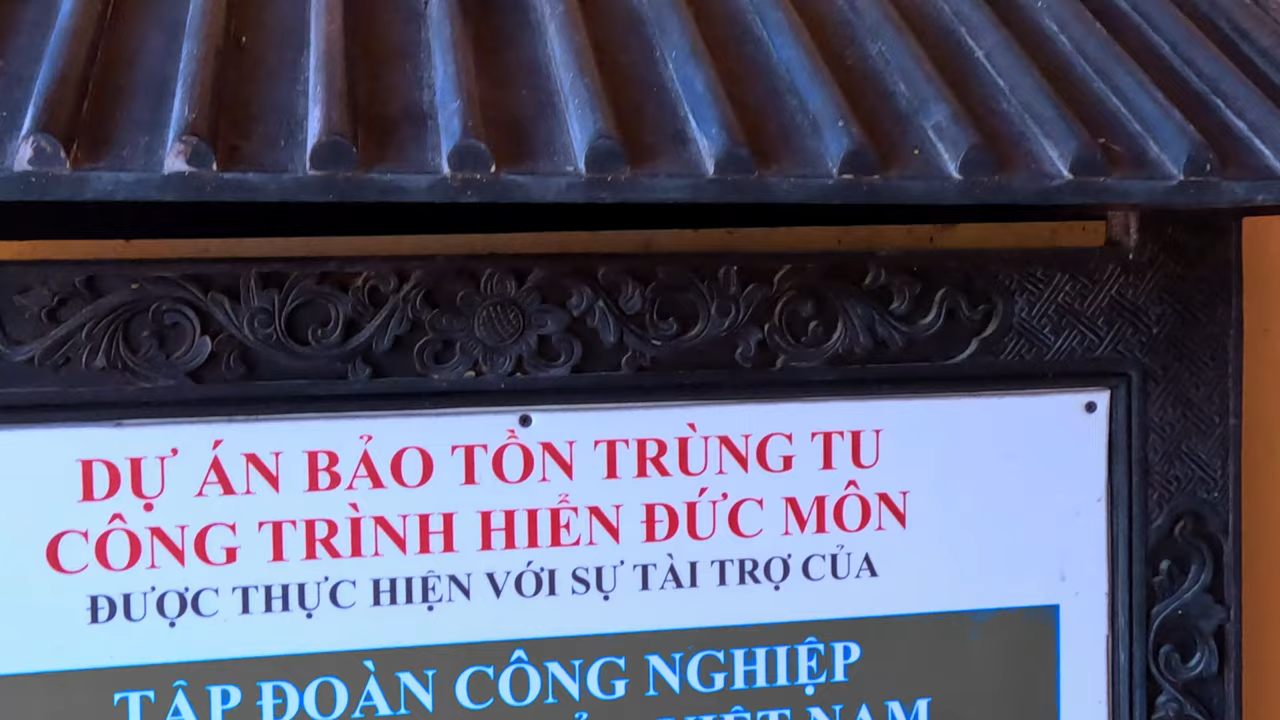 DỰ ÁN BẢO TỒN TRÙNG TU
CÔNG TRÌNH HIỂN ĐỨC MÔN
ĐƯỢC THỰC HIỆN VỚI SỰ TÀI TRỢ CỦA
TẬP ĐOÀN CÔNG NGHIỆP
VIỆT NAM